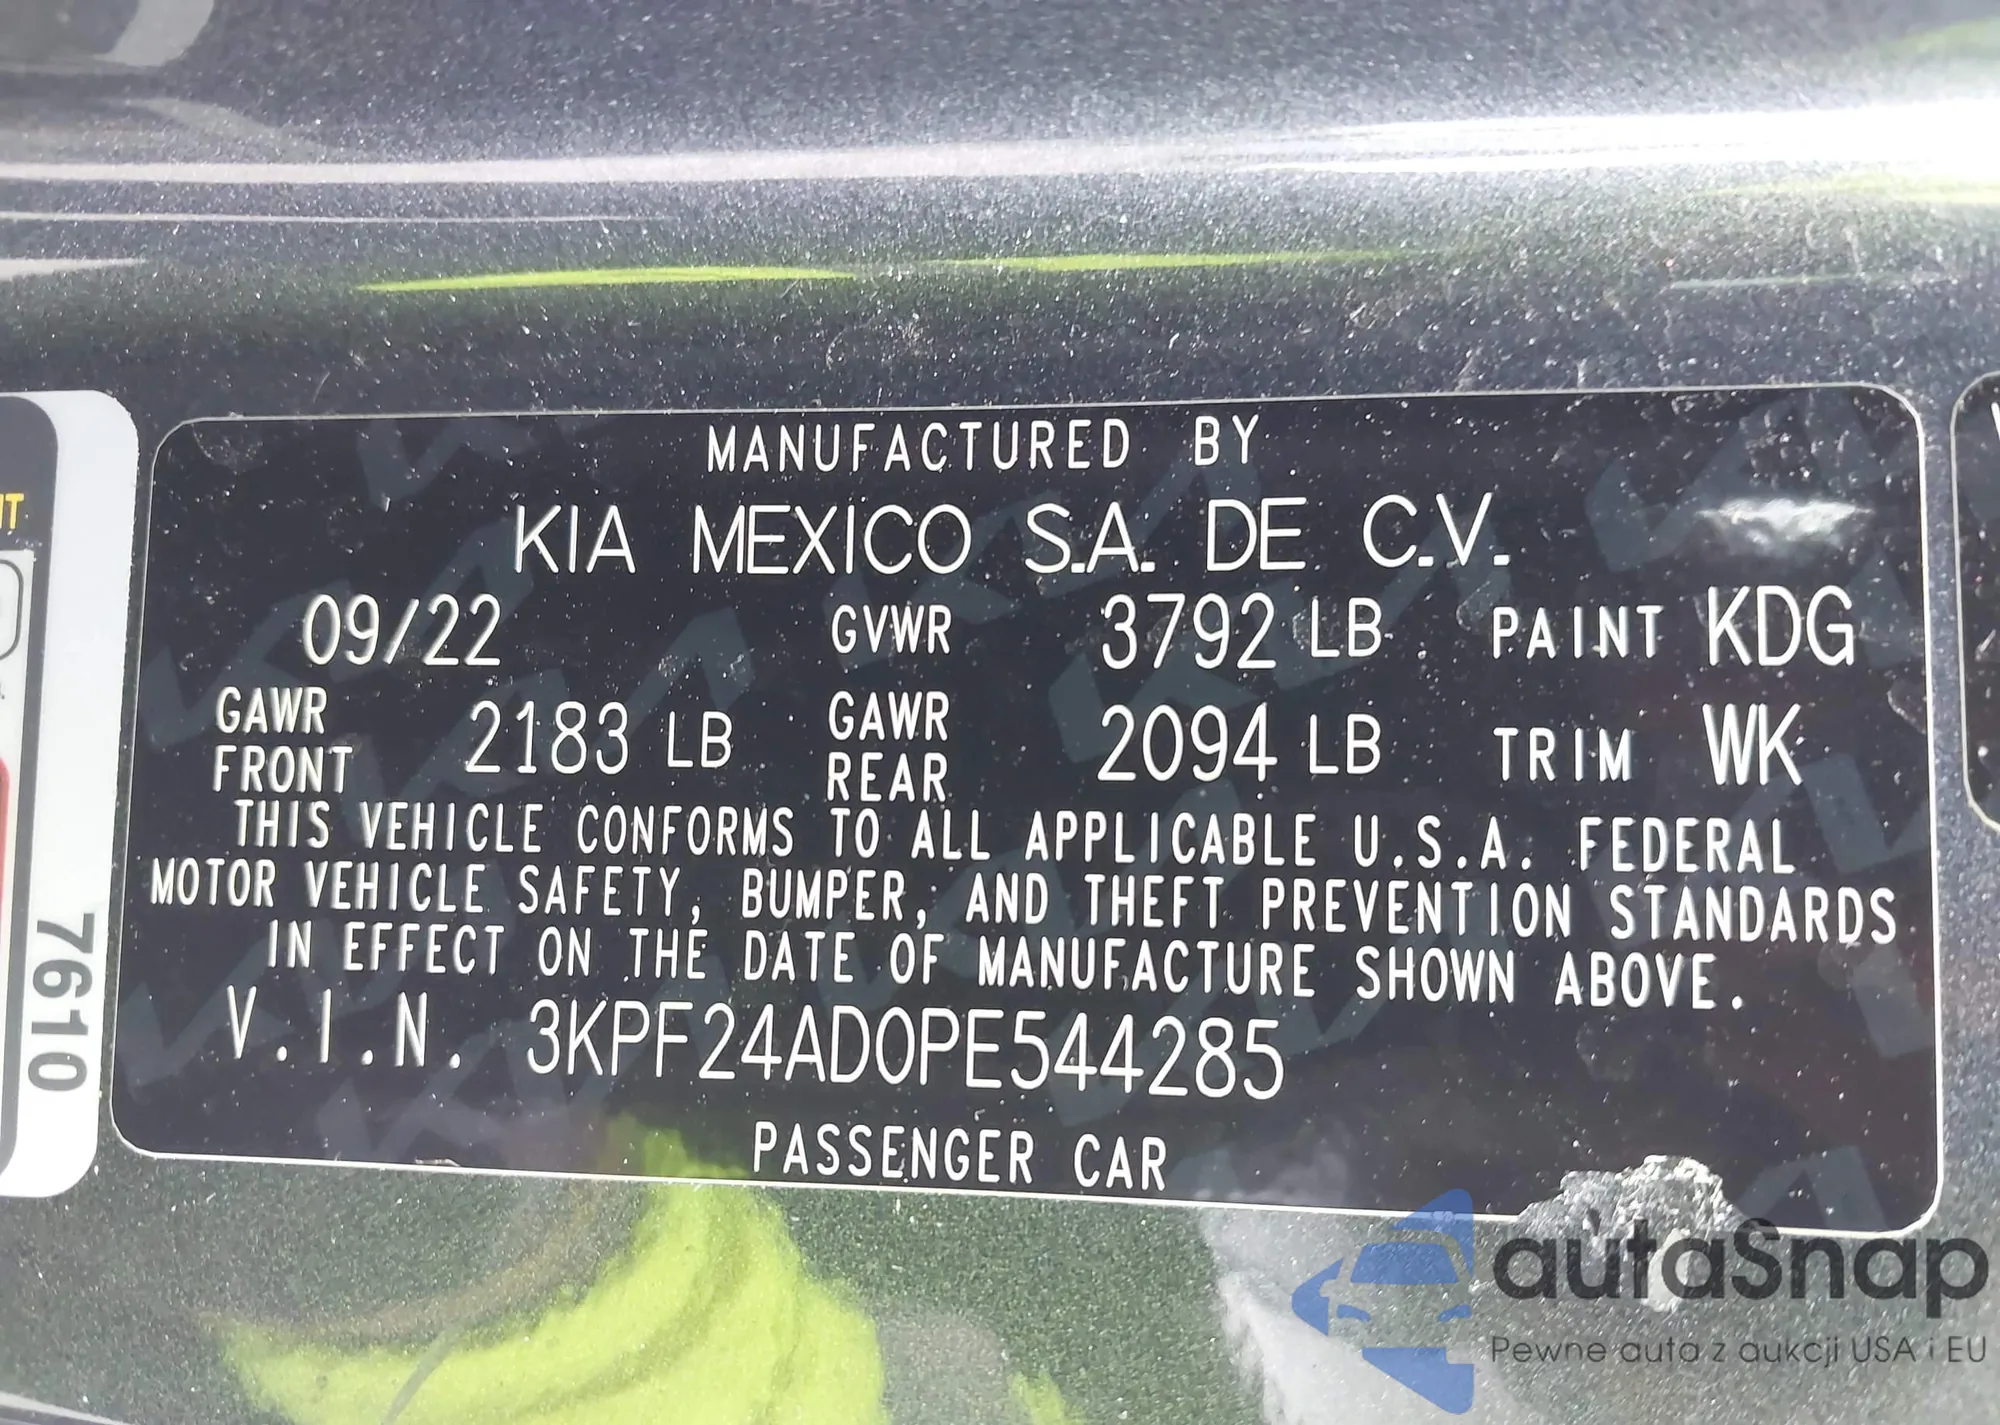 MANUFACTURED BY
KIA MEXICO S.A. DE C.V.
09/22 GVWR 3792 LB PAINT KDG
GAWR FRONT 2183 LB GAWR REAR 2094 LB TRIM WK
THIS VEHICLE CONFORMS TO ALL APPLICABLE U.S.A. FEDERAL
MOTOR VEHICLE SAFETY, BUMPER, AND THEFT PREVENTION STANDARDS
IN EFFECT ON THE DATE OF MANUFACTURE SHOWN ABOVE.
V.I.N. 3KPF24AD0PE544285
PASSENGER CAR
7610
autaSnap
Pewne auta z aukcji USA i EU